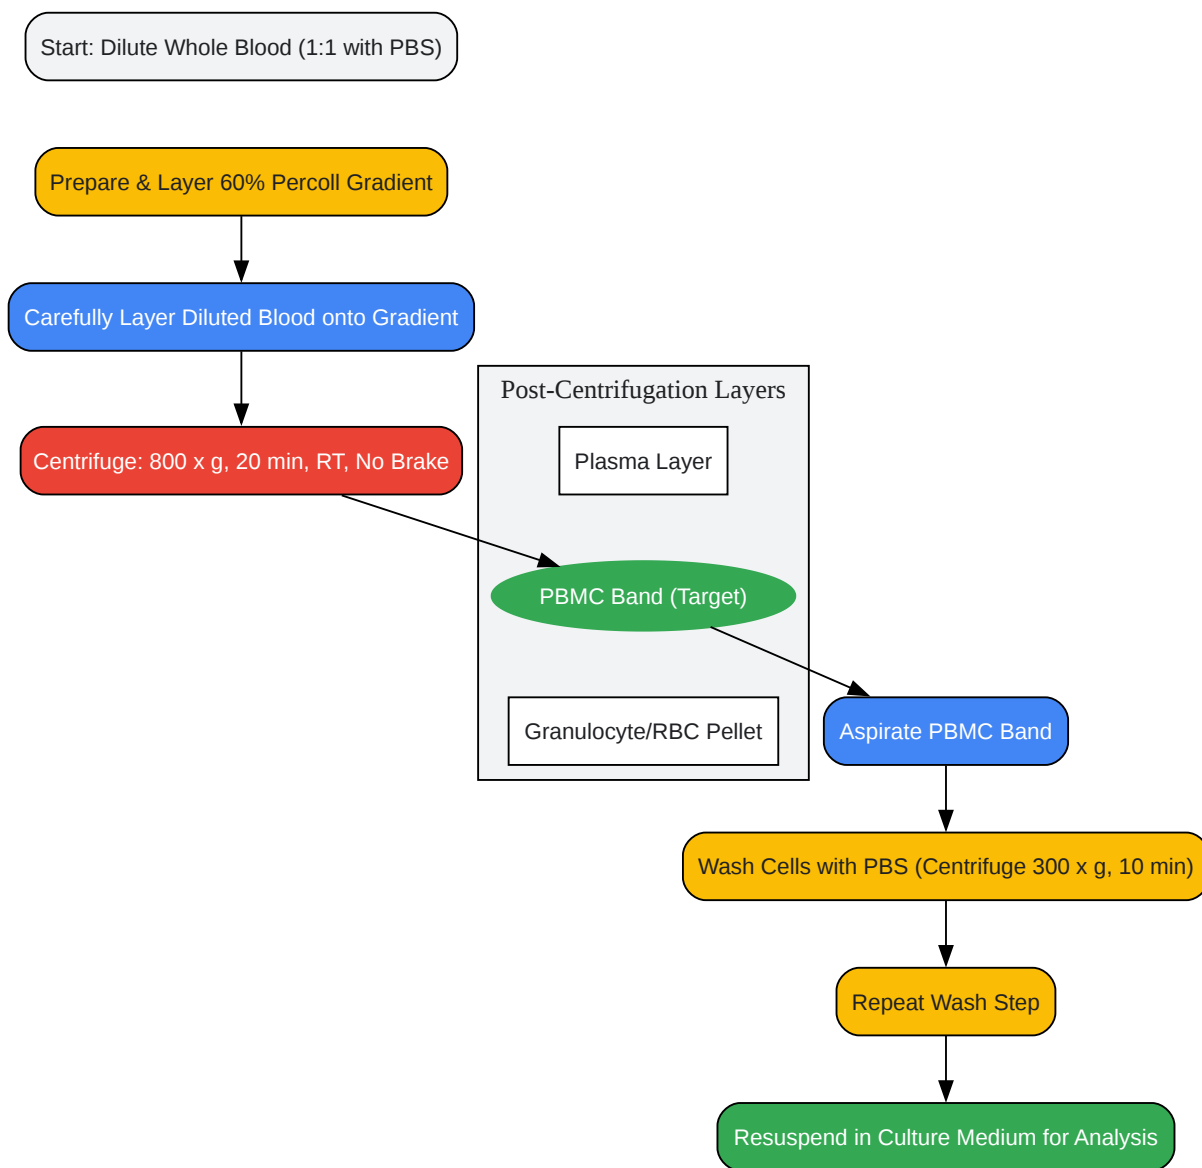 Start: Dilute Whole Blood (1:1 with PBS)
Prepare & Layer 60% Percoll Gradient
Carefully Layer Diluted Blood onto Gradient
Centrifuge: 800 x g, 20 min, RT, No Brake
Post-Centrifugation Layers
Plasma Layer
PBMC Band (Target)
Granulocyte/RBC Pellet
Aspirate PBMC Band
Wash Cells with PBS (Centrifuge 300 x g, 10 min)
Repeat Wash Step
Resuspend in Culture Medium for Analysis